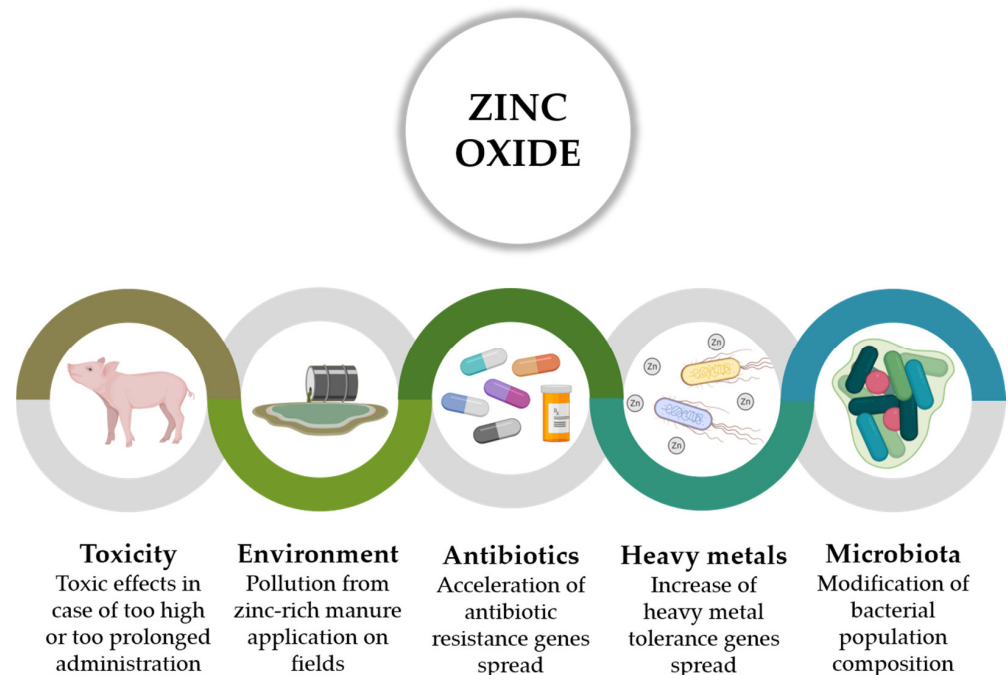 ZINC
OXIDE
Zn
Zn
Zn
Zn
Zn
Toxicity
Toxic effects in
case of too high
or too prolonged
administration
Environment
Pollution from
zinc-rich manure
application on
fields
Antibiotics
Acceleration of
antibiotic
resistance genes
spread
Heavy metals
Increase of
heavy metal
tolerance genes
spread
Microbiota
Modification of
bacterial
population
composition